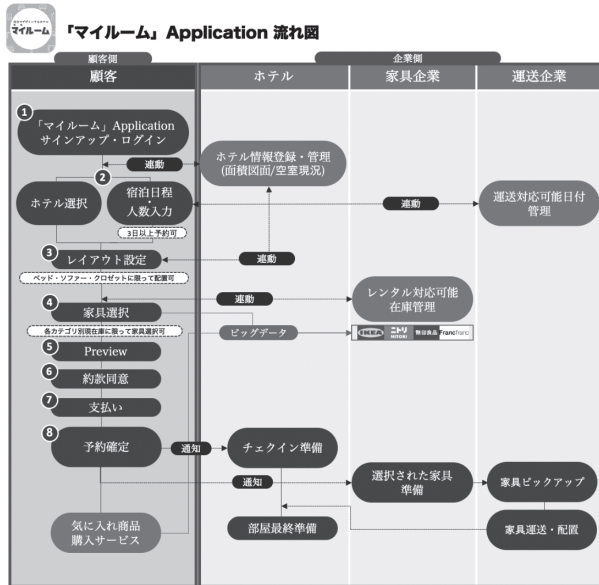 マイルーム
「マイルーム」Application 流れ図
顧客側
企業側
顧客
ホテル
家具企業
運送企業
1
「マイルーム」Application
サインアップ・ログイン
連動
ホテル情報登録・管理
(面積図面/空室現況)
2
ホテル選択
宿泊日程
・
人数入力
連動
運送対応可能日付
管理
3日以上予約可
3
レイアウト設定
連動
ベッド・ソファー・クロゼットに限って配置可
連動
レンタル対応可能
在庫管理
4
家具選択
各カテゴリ別現在庫に限って家具選択可
ビッグデータ
IKEA
ニトリ
NITORI
無印良品
Francfranc
5
Preview
6
約款同意
7
支払い
8
予約確定
通知
チェクイン準備
通知
選択された家具
準備
家具ピックアップ
気に入れ商品
購入サービス
部屋最終準備
家具運送・配置